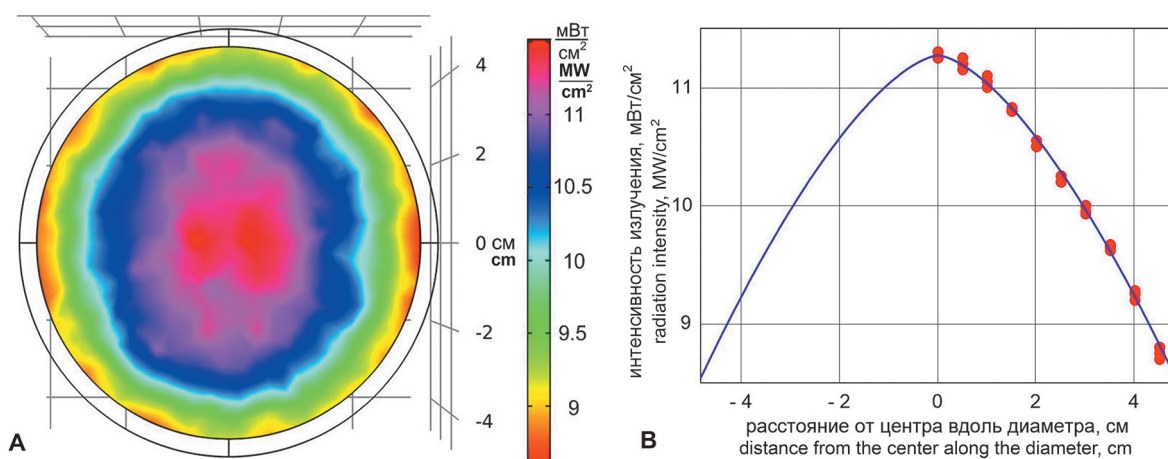 мВт
см²
MW
cm²
11
10.5
10
9.5
9
4
2
0 см
cm
-2
-4
A
интенсивность излучения, мВт/см²
radiation intensity, MW/cm²
11
10
9
- 4
- 2
0
2
4
расстояние от центра вдоль диаметра, см
distance from the center along the diameter, cm
B